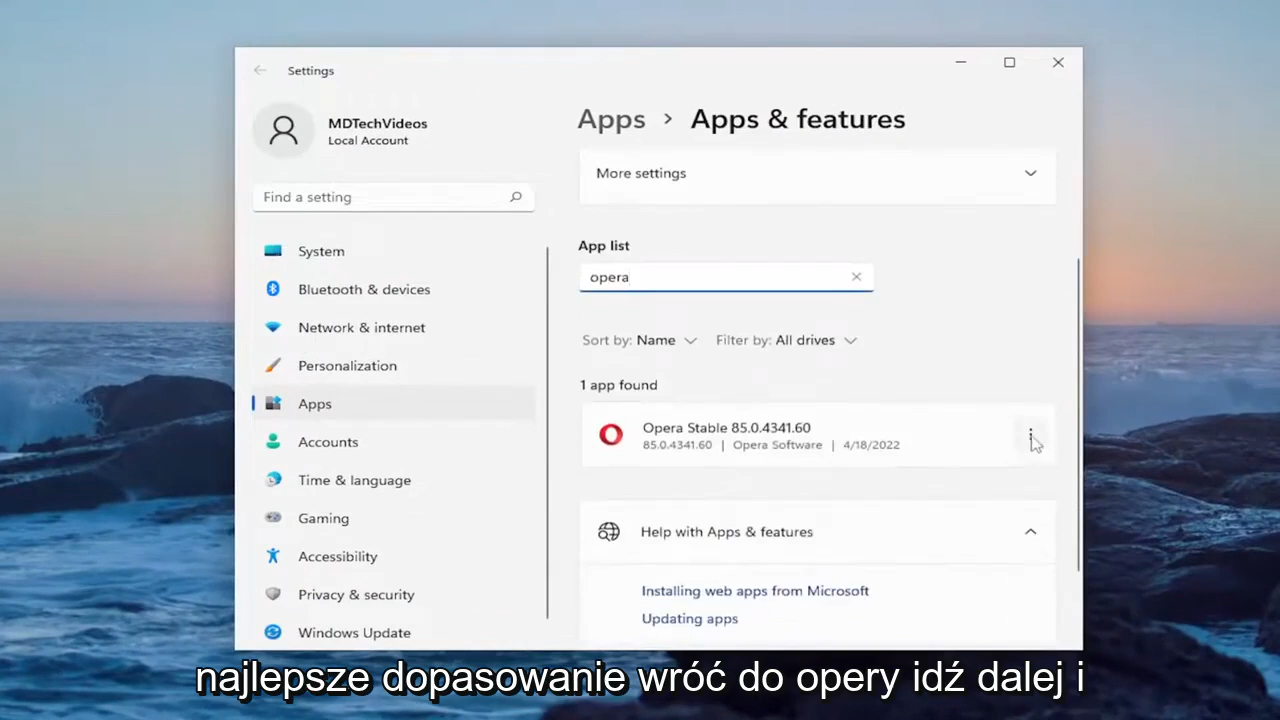 Settings
MDTechVideos
Local Account
Find a setting
System
Bluetooth & devices
Network & internet
Personalization
Apps
Accounts
Time & language
Gaming
Accessibility
Privacy & security
Windows Update
Apps > Apps & features
More settings
App list
opera
Sort by: Name Filter by: All drives
1 app found
Opera Stable 85.0.4341.60
85.0.4341.60 | Opera Software | 4/18/2022
Help with Apps & features
Installing web apps from Microsoft
Updating apps
najlepsze dopasowanie wróć do opery idź dalej i